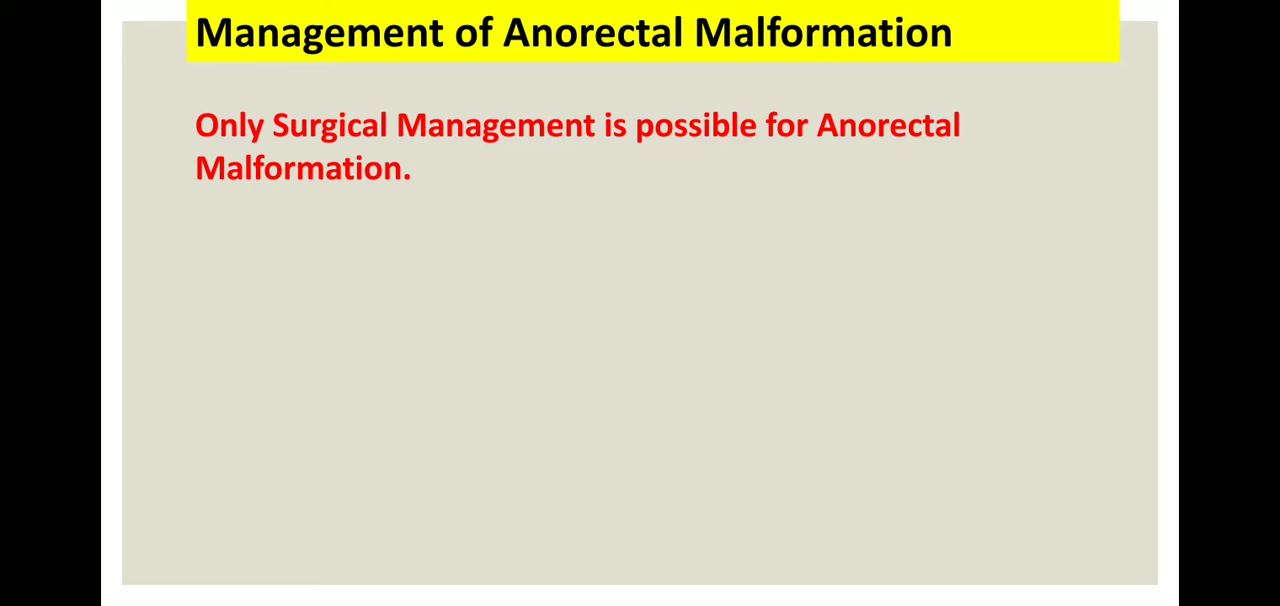 Management of Anorectal Malformation
Only Surgical Management is possible for Anorectal
Malformation.